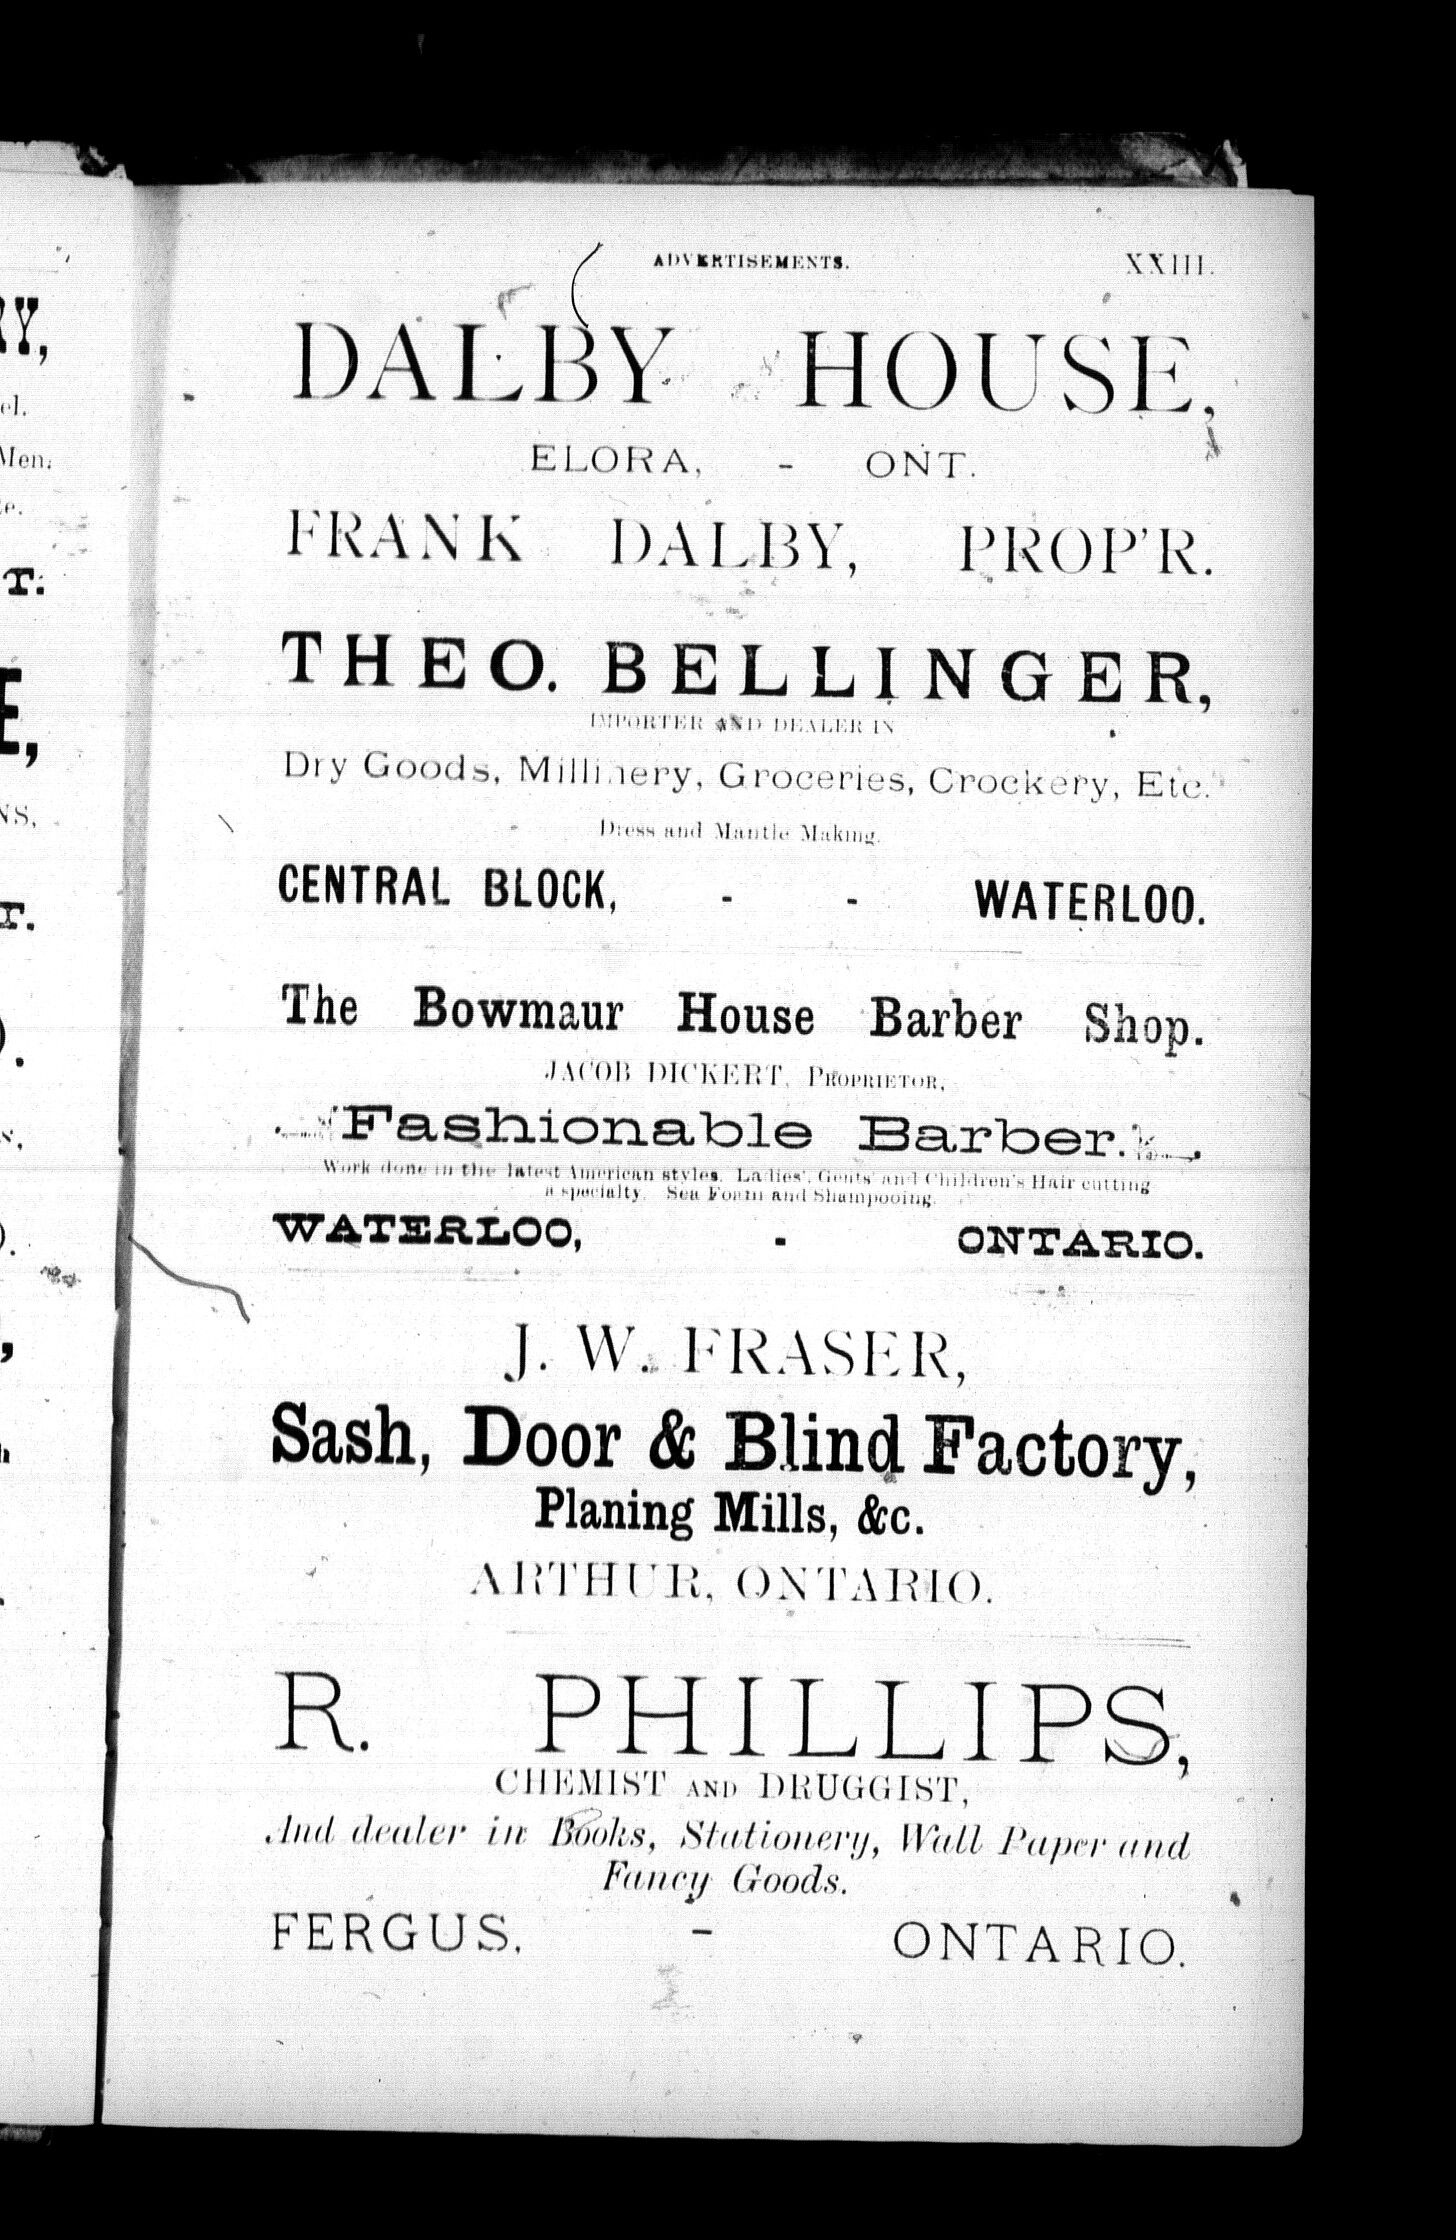 ADVERTISEMENTS. XXIII.
DALBY HOUSE,
ELORA, - ONT.
FRANK DALBY, PROP'R.
THEO. BELLINGER,
IMPORTER AND DEALER IN
Dry Goods, Millinery, Groceries, Crockery, Etc.
Dress and Mantle Making.
CENTRAL BLOCK, - - WATERLOO.
The Bowmaur House Barber Shop.
JACOB DICKERT, PROPRIETOR,
Fashionable Barber.
Work done in the latest American styles. Ladies', Gents' and Children's Hair cutting
a specialty. Sea Foam and Shampooing.
WATERLOO, - ONTARIO.
J. W. FRASER,
Sash, Door & Blind Factory,
Planing Mills, &c.
ARTHUR, ONTARIO.
R. PHILLIPS,
CHEMIST AND DRUGGIST,
And dealer in Books, Stationery, Wall Paper and
Fancy Goods.
FERGUS, - ONTARIO.